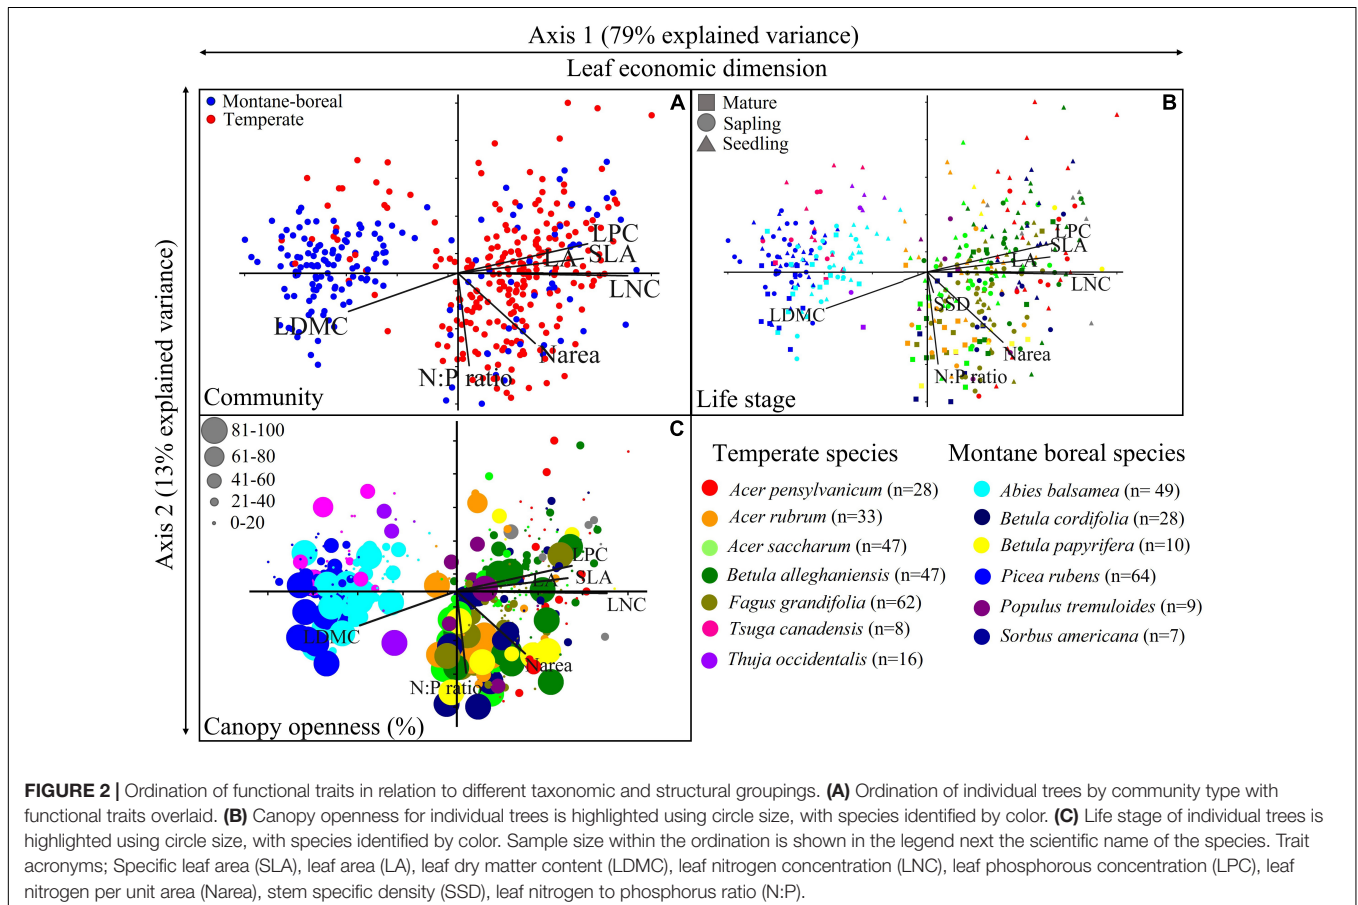 Axis 1 (79% explained variance)
Leaf economic dimension
Axis 2 (13% explained variance)
Montane-boreal
Temperate
A
LPC
LA
SLA
LNC
LDMC
Narea
N:P ratio
Community
Mature
Sapling
Seedling
B
LPC
SLA
LA
LNC
SSD
LDMC
Narea
N:P ratio
Life stage
81-100
61-80
41-60
21-40
0-20
C
LPC
LA
SLA
LNC
LDMC
Narea
N:P ratio
Canopy openness (%)
Temperate species
Acer pensylvanicum (n=28)
Acer rubrum (n=33)
Acer saccharum (n=47)
Betula alleghaniensis (n=47)
Fagus grandifolia (n=62)
Tsuga canadensis (n=8)
Thuja occidentalis (n=16)
Montane boreal species
Abies balsamea (n= 49)
Betula cordifolia (n=28)
Betula papyrifera (n=10)
Picea rubens (n=64)
Populus tremuloides (n=9)
Sorbus americana (n=7)
FIGURE 2 | Ordination of functional traits in relation to different taxonomic and structural groupings. (A) Ordination of individual trees by community type with
functional traits overlaid. (B) Canopy openness for individual trees is highlighted using circle size, with species identified by color. (C) Life stage of individual trees is
highlighted using circle size, with species identified by color. Sample size within the ordination is shown in the legend next the scientific name of the species. Trait
acronyms; Specific leaf area (SLA), leaf area (LA), leaf dry matter content (LDMC), leaf nitrogen concentration (LNC), leaf phosphorous concentration (LPC), leaf
nitrogen per unit area (Narea), stem specific density (SSD), leaf nitrogen to phosphorus ratio (N:P).